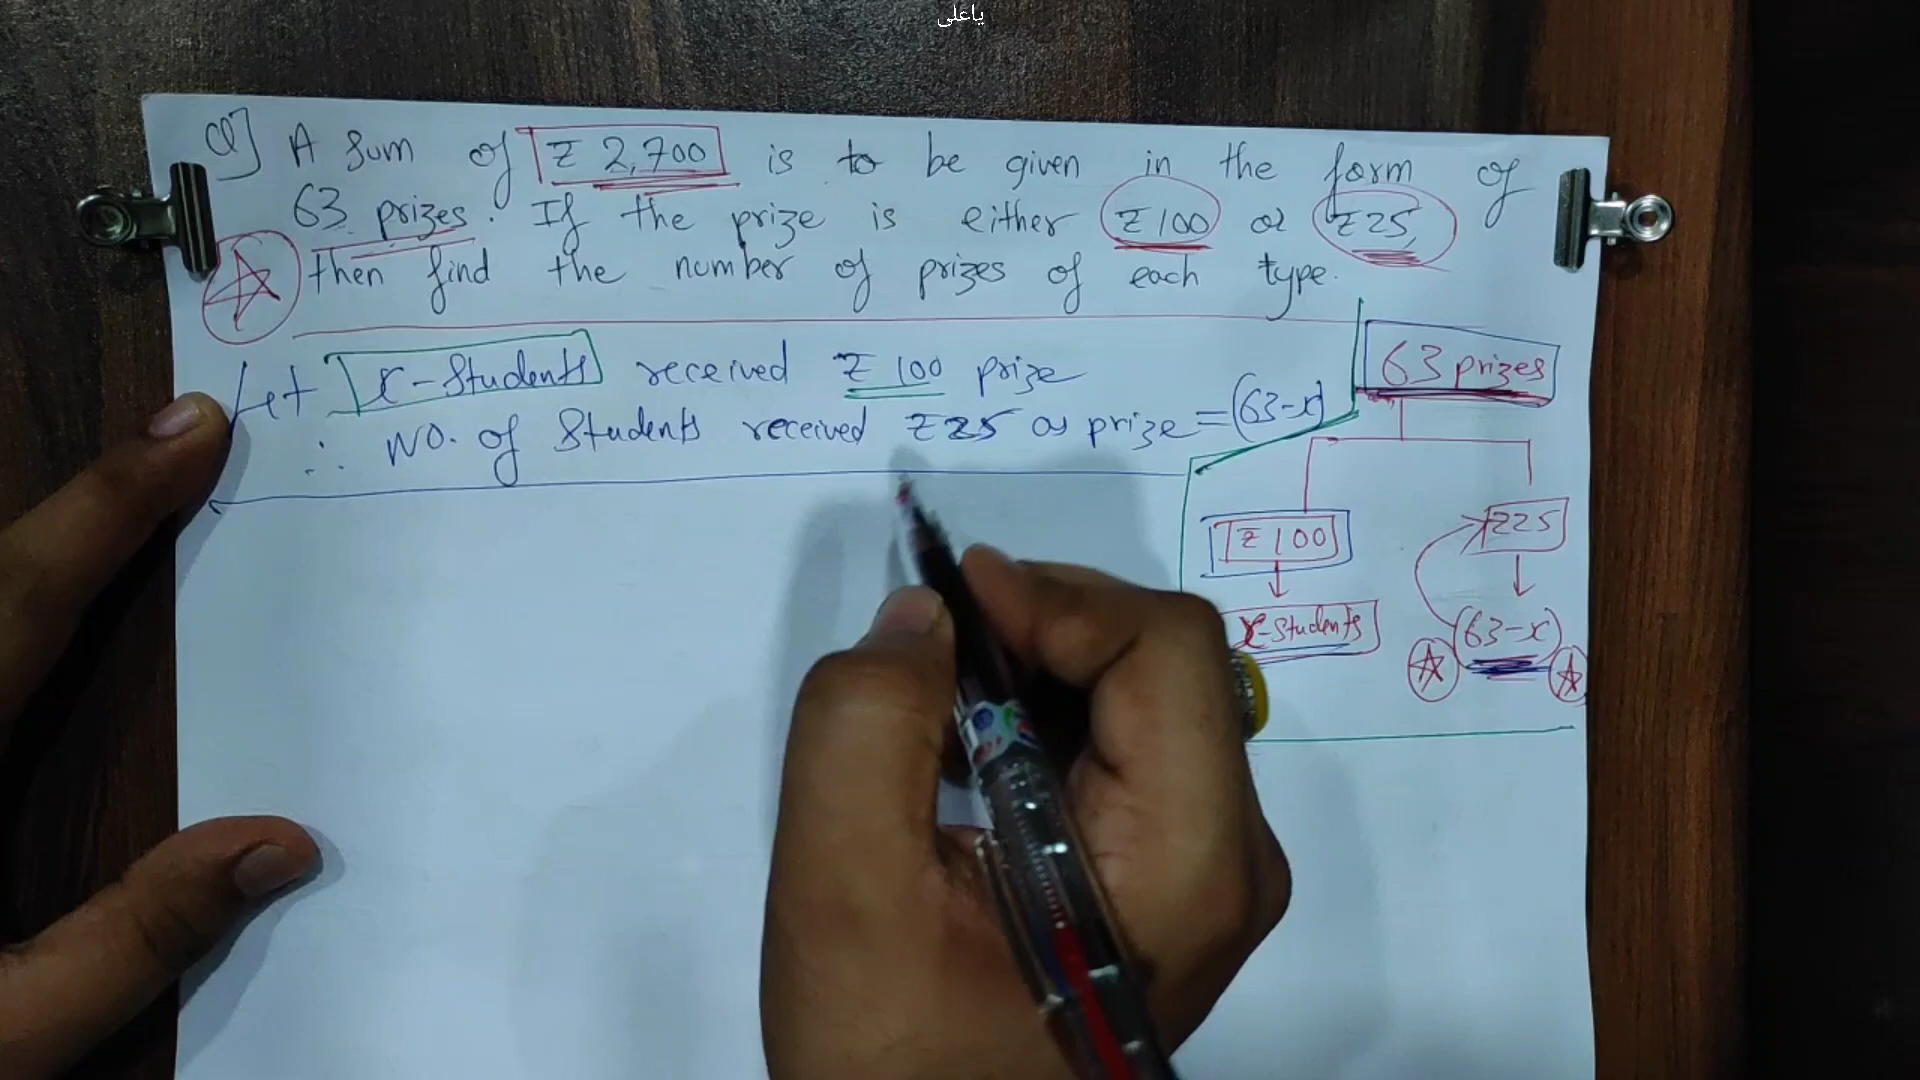 یاعلی
Q] A sum of ₹ 2,700 is to be given in the form of
63 prizes. If the prize is either ₹100 or ₹25,
then find the number of prizes of each type.
Let x-Students received ₹ 100 prize
∴ NO. of Students received ₹25 as prize = (63-x)
63 prizes
₹ 100
₹25
x-Students
(63-x)